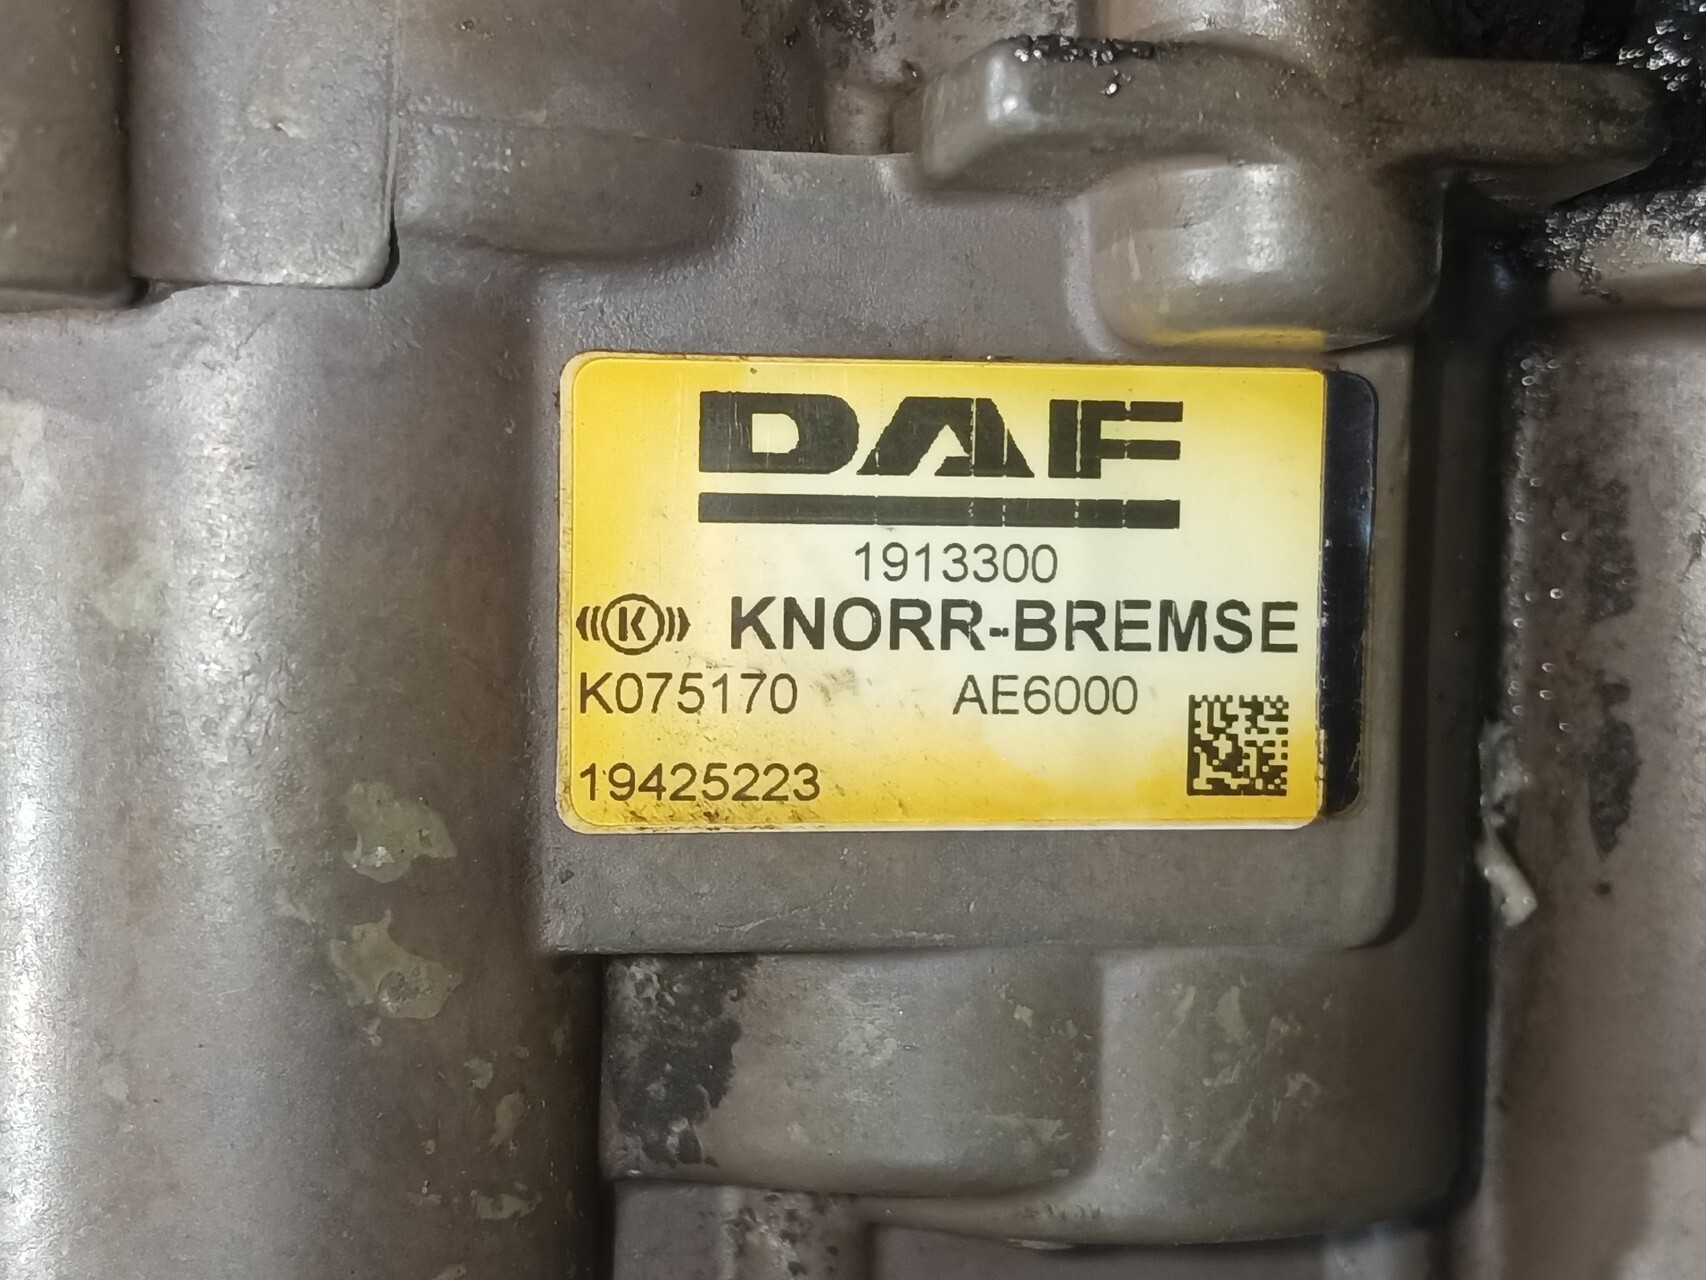 DAF
1913300
K KNORR-BREMSE
K075170 AE6000
19425223